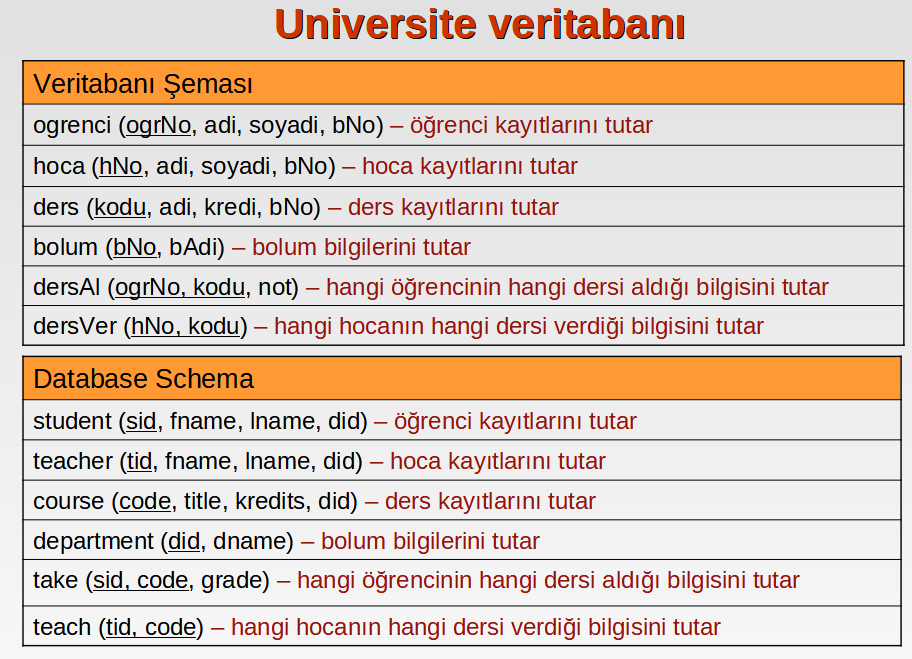 Universite veritabanı
Veritabanı Şeması
ogrenci (ogrNo, adi, soyadi, bNo) – öğrenci kayıtlarını tutar
hoca (hNo, adi, soyadi, bNo) – hoca kayıtlarını tutar
ders (kodu, adi, kredi, bNo) – ders kayıtlarını tutar
bolum (bNo, bAdi) – bolum bilgilerini tutar
dersAl (ogrNo, kodu, not) – hangi öğrencinin hangi dersi aldığı bilgisini tutar
dersVer (hNo, kodu) – hangi hocanın hangi dersi verdiği bilgisini tutar
Database Schema
student (sid, fname, lname, did) – öğrenci kayıtlarını tutar
teacher (tid, fname, lname, did) – hoca kayıtlarını tutar
course (code, title, kredits, did) – ders kayıtlarını tutar
department (did, dname) – bolum bilgilerini tutar
take (sid, code, grade) – hangi öğrencinin hangi dersi aldığı bilgisini tutar
teach (tid, code) – hangi hocanın hangi dersi verdiği bilgisini tutar